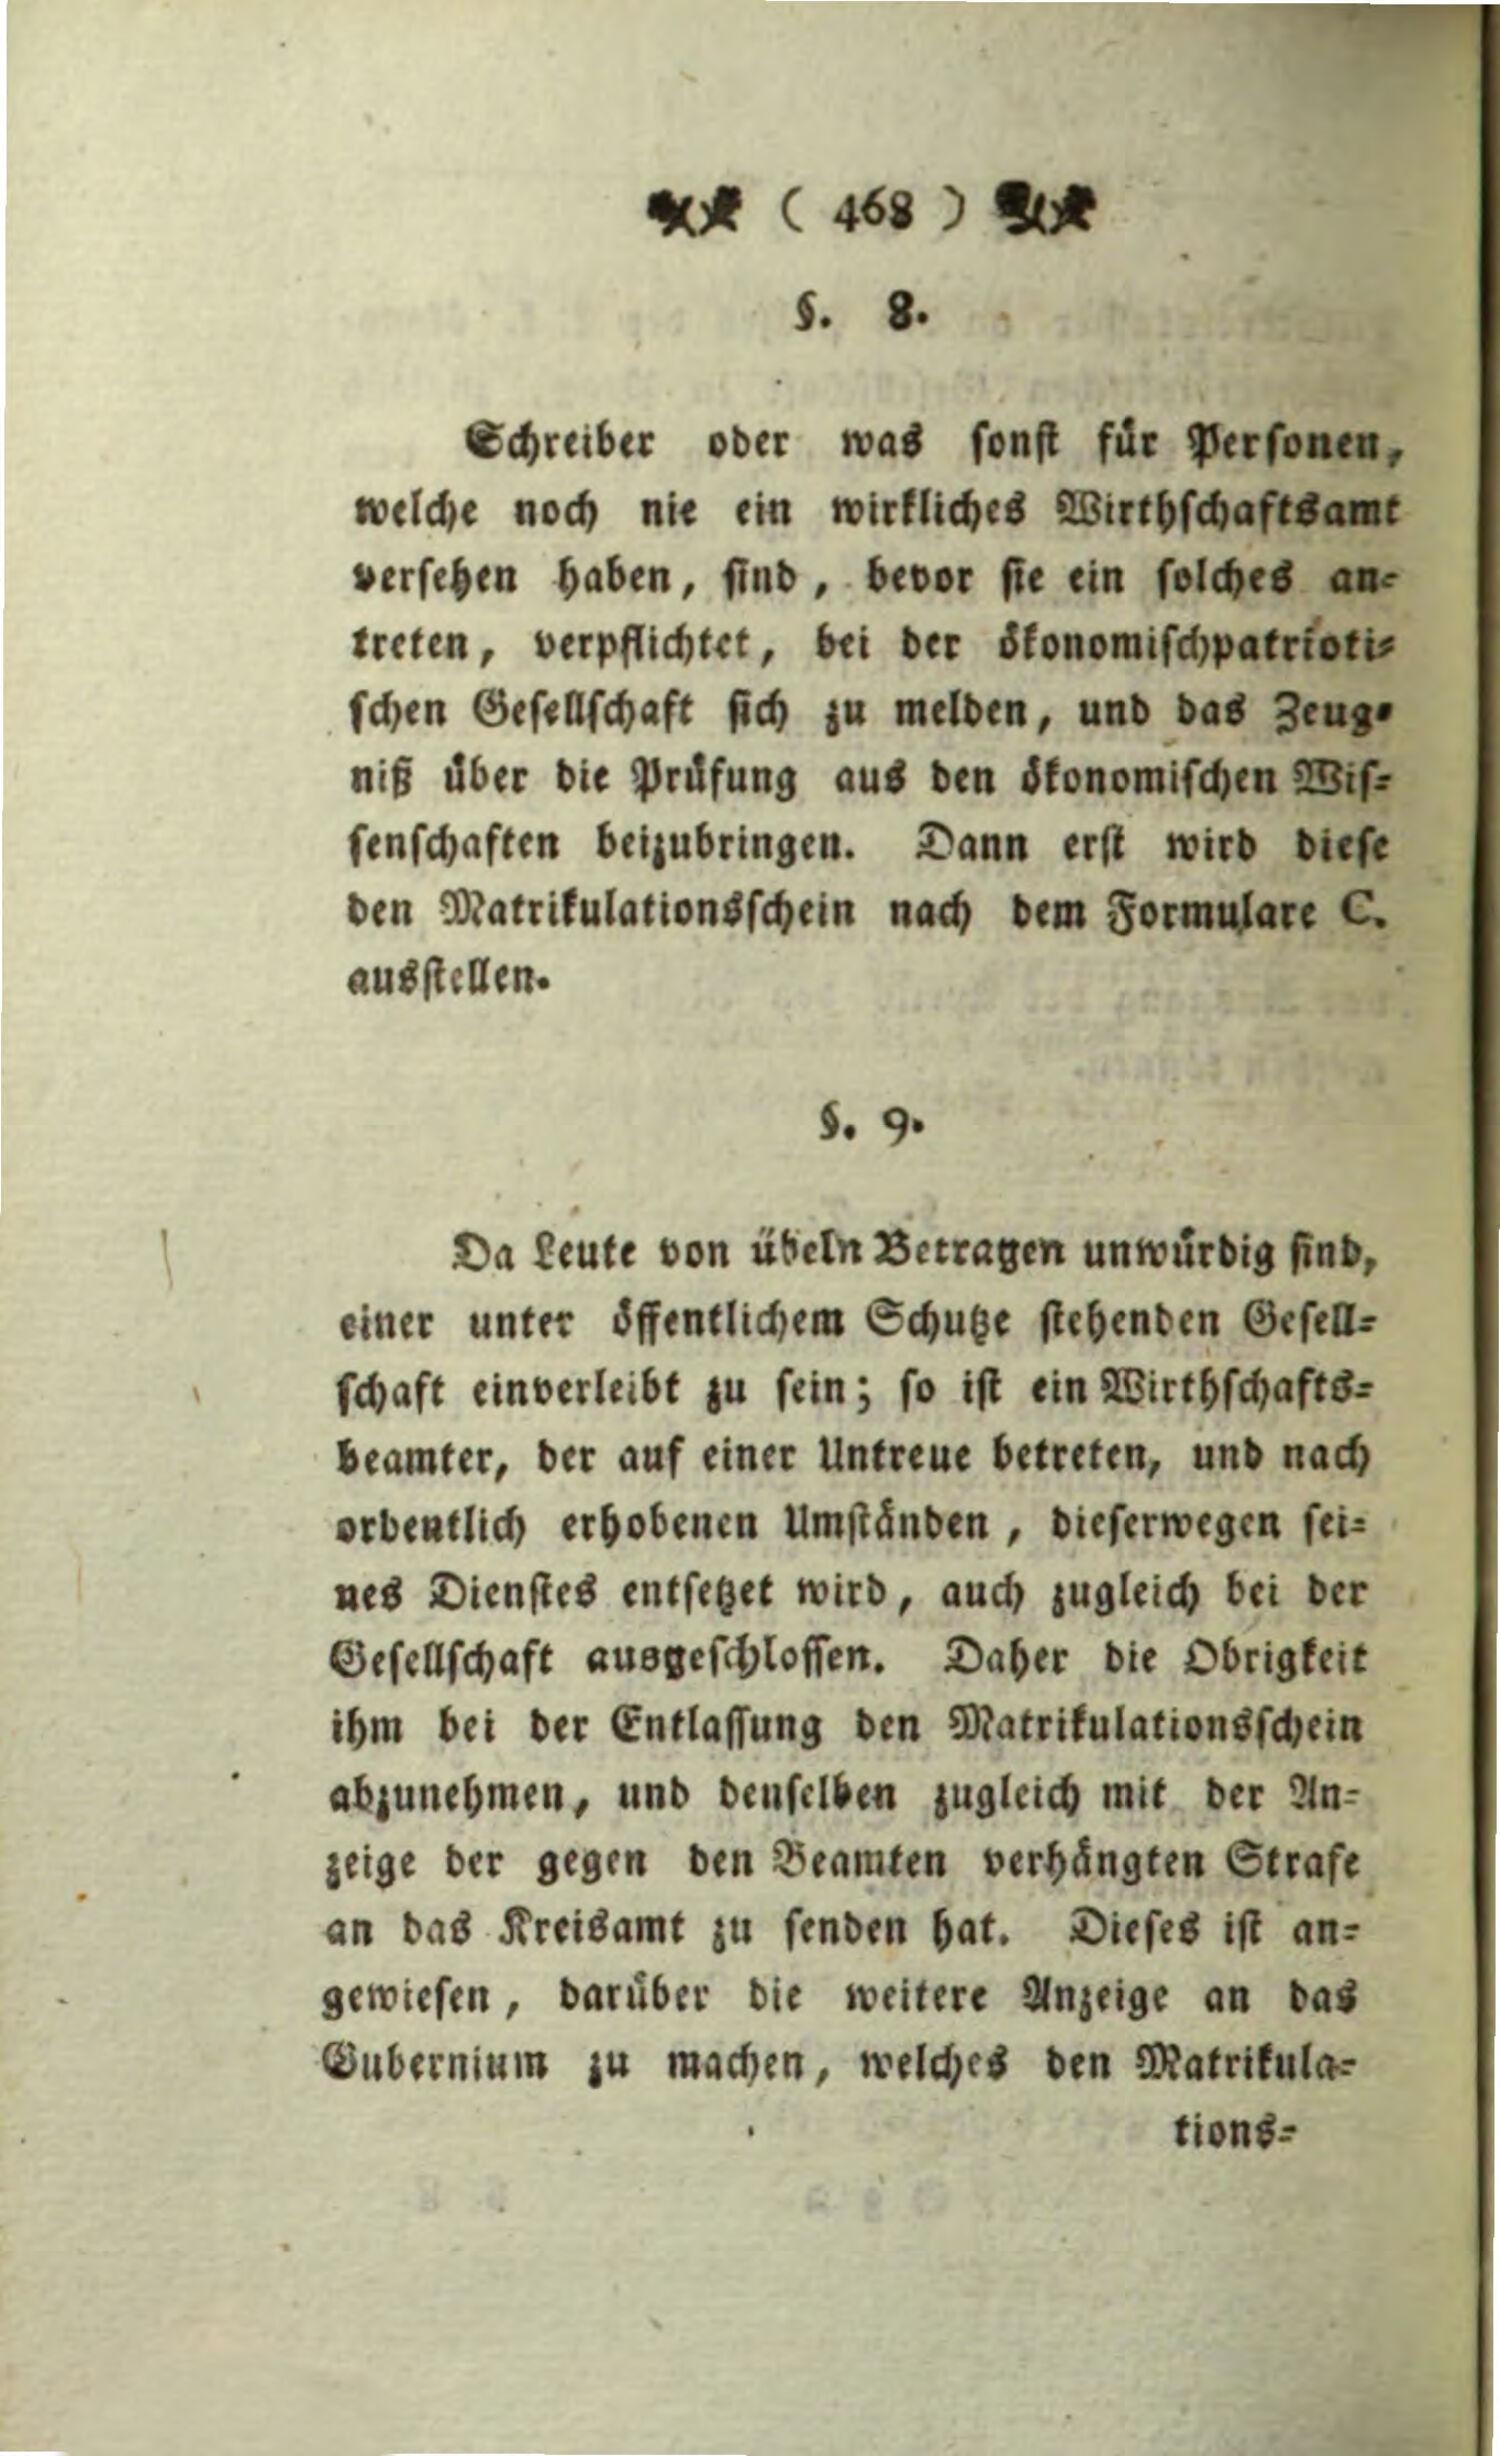 ( 468 )
§. 8.
Schreiber oder was sonst für Personen,
welche noch nie ein wirkliches Wirthschaftsamt
versehen haben, sind, bevor sie ein solches an-
treten, verpflichtet, bei der ökonomischpatrioti-
schen Gesellschaft sich zu melden, und das Zeug-
niß über die Prüfung aus den ökonomischen Wis-
senschaften beizubringen. Dann erst wird diese
den Matrikulationsschein nach dem Formulare C.
ausstellen.
§. 9.
Da Leute von übeln Betragen unwürdig sind,
einer unter öffentlichem Schutze stehenden Gesell-
schaft einverleibt zu sein; so ist ein Wirthschafts-
beamter, der auf einer Untreue betreten, und nach
ordentlich erhobenen Umständen, dieserwegen sei-
nes Dienstes entsetzet wird, auch zugleich bei der
Gesellschaft ausgeschlossen. Daher die Obrigkeit
ihm bei der Entlassung den Matrikulationsschein
abzunehmen, und denselben zugleich mit der An-
zeige der gegen den Beamten verhängten Strafe
an das Kreisamt zu senden hat. Dieses ist an-
gewiesen, darüber die weitere Anzeige an das
Gubernium zu machen, welches den Matrikula-
tions-